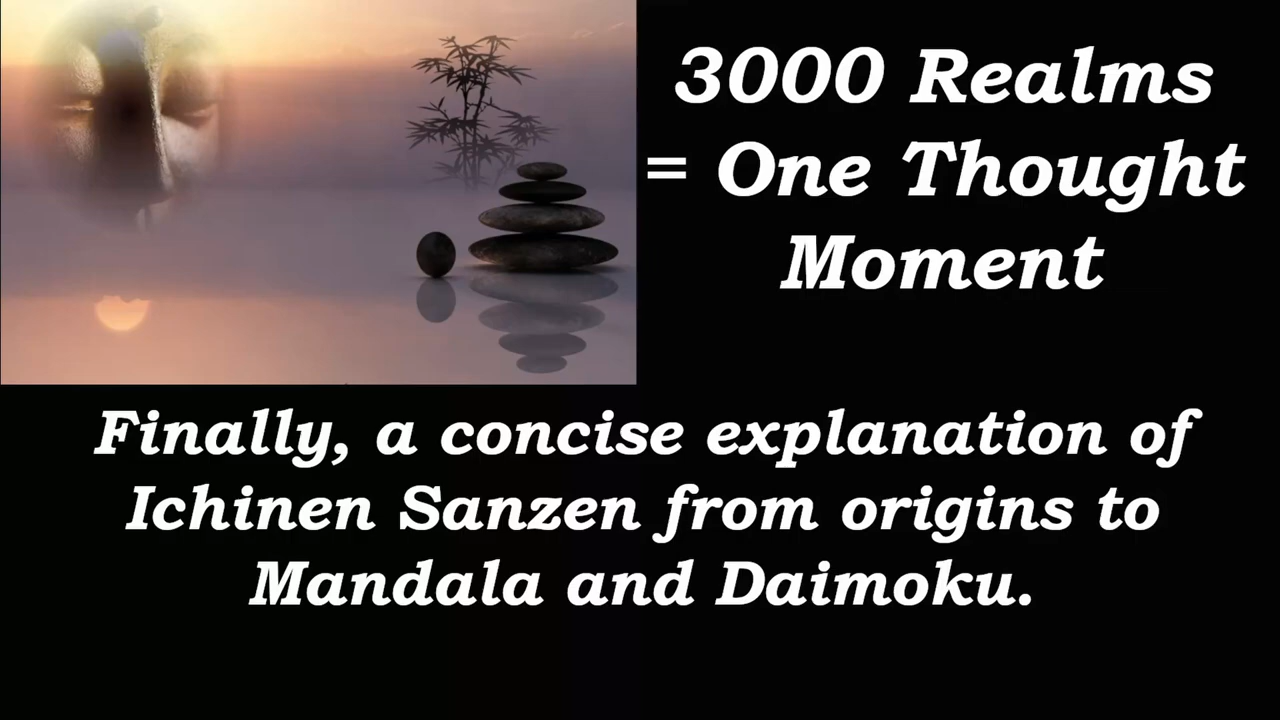 3000 Realms
= One Thought
Moment
Finally, a concise explanation of
Ichinen Sanzen from origins to
Mandala and Daimoku.